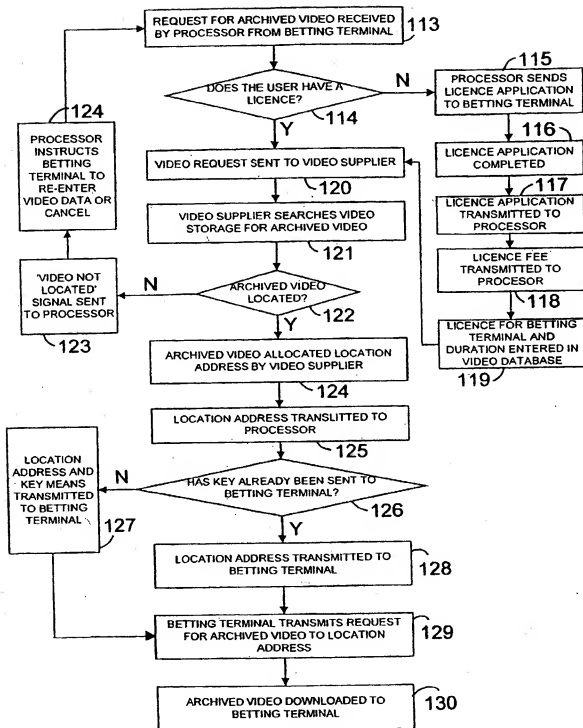 REQUEST FOR ARCHIVED VIDEO RECEIVED
BY PROCESSOR FROM BETTING TERMINAL
113
DOES THE USER HAVE A
LICENCE?
114
N
Y
115
PROCESSOR SENDS
LICENCE APPLICATION
TO BETTING TERMINAL
116
LICENCE APPLICATION
COMPLETED
117
LICENCE APPLICATION
TRANSMITTED TO
PROCESSOR
LICENCE FEE
TRANSMITTED TO
PROCESOR
118
LICENCE FOR BETTING
TERMINAL AND
DURATION ENTERED IN
VIDEO DATABASE
119
VIDEO REQUEST SENT TO VIDEO SUPPLIER
120
VIDEO SUPPLIER SEARCHES VIDEO
STORAGE FOR ARCHIVED VIDEO
121
ARCHIVED VIDEO
LOCATED?
122
N
Y
'VIDEO NOT
LOCATED'
SIGNAL SENT
TO PROCESSOR
123
124
PROCESSOR
INSTRUCTS
BETTING
TERMINAL TO
RE-ENTER
VIDEO DATA OR
CANCEL
ARCHIVED VIDEO ALLOCATED LOCATION
ADDRESS BY VIDEO SUPPLIER
124
LOCATION ADDRESS TRANSLITTED TO
PROCESSOR
125
HAS KEY ALREADY BEEN SENT TO
BETTING TERMINAL?
126
N
Y
LOCATION
ADDRESS AND
KEY MEANS
TRANSMITTED
TO BETTING
TERMINAL
127
LOCATION ADDRESS TRANSMITTED TO
BETTING TERMINAL
128
BETTING TERMINAL TRANSMITS REQUEST
FOR ARCHIVED VIDEO TO LOCATION
ADDRESS
129
ARCHIVED VIDEO DOWNLOADED TO
BETTING TERMINAL
130